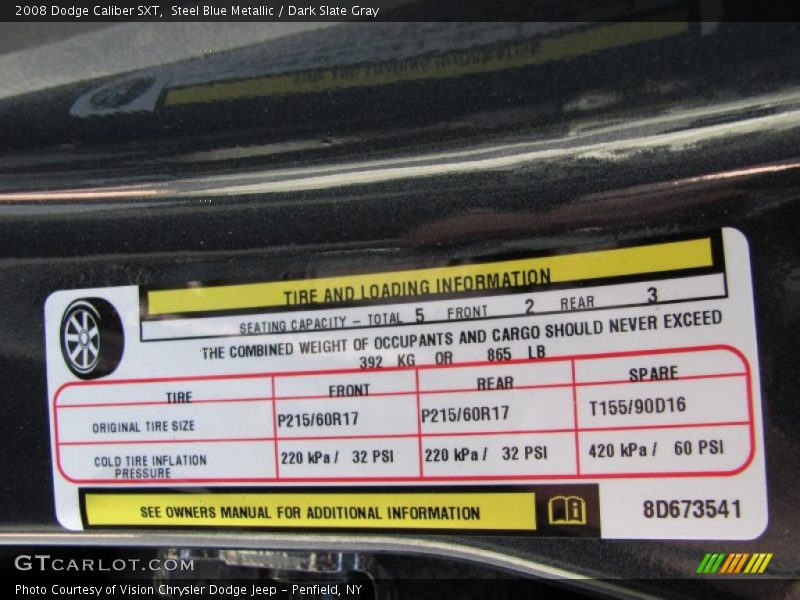 2008 Dodge Caliber SXT,  Steel Blue Metallic / Dark Slate Gray
TIRE AND LOADING INFORMATION
SEATING CAPACITY – TOTAL 5 FRONT 2 REAR 3
THE COMBINED WEIGHT OF OCCUPANTS AND CARGO SHOULD NEVER EXCEED
392 KG OR 865 LB
TIRE FRONT REAR SPARE
ORIGINAL TIRE SIZE P215/60R17 P215/60R17 T155/90D16
COLD TIRE INFLATION PRESSURE 220 kPa / 32 PSI 220 kPa / 32 PSI 420 kPa / 60 PSI
SEE OWNERS MANUAL FOR ADDITIONAL INFORMATION
8D673541
GTCARLOT.COM
Photo Courtesy of Vision Chrysler Dodge Jeep – Penfield, NY